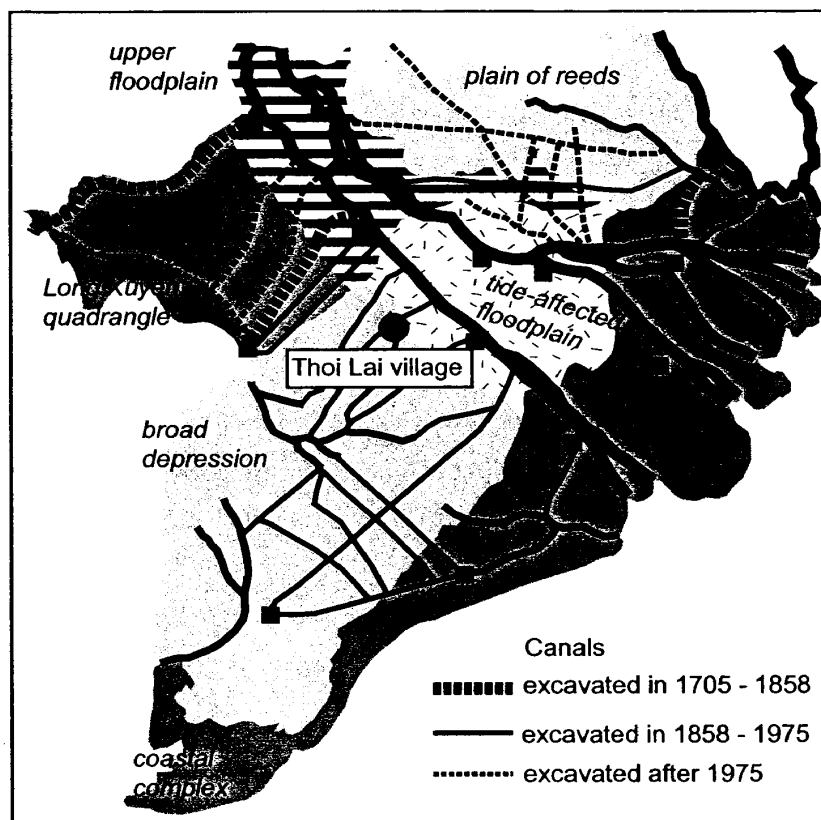 upper
floodplain
plain of reeds
Long Xuyen
quadrangle
tide-affected
floodplain
Thoi Lai village
broad
depression
Canals
excavated in 1705 - 1858
excavated in 1858 - 1975
excavated after 1975
coastal
complex